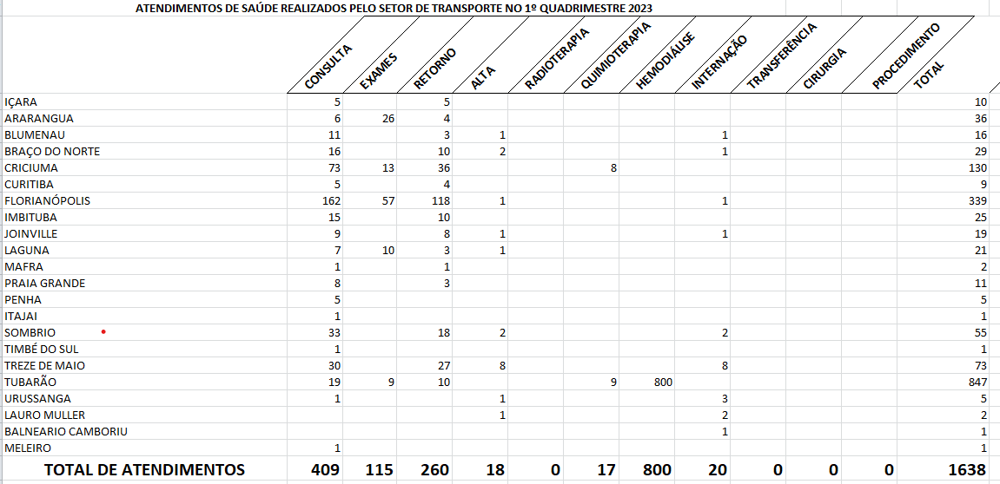 ATENDIMENTOS DE SAÚDE REALIZADOS PELO SETOR DE TRANSPORTE NO 1º QUADRIMESTRE 2023
CONSULTA EXAMES RETORNO ALTA RADIOTERAPIA QUIMIOTERAPIA HEMODIÁLISE INTERNAÇÃO TRANSFERÊNCIA CIRURGIA PROCEDIMENTO TOTAL
IÇARA 5 5 10
ARARANGUA 6 26 4 36
BLUMENAU 11 3 1 1 16
BRAÇO DO NORTE 16 10 2 1 29
CRICIUMA 73 13 36 8 130
CURITIBA 5 4 9
FLORIANÓPOLIS 162 57 118 1 1 339
IMBITUBA 15 10 25
JOINVILLE 9 8 1 1 19
LAGUNA 7 10 3 1 21
MAFRA 1 1 2
PRAIA GRANDE 8 3 11
PENHA 5 5
ITAJAI 1 1
SOMBRIO 33 18 2 2 55
TIMBÉ DO SUL 1 1
TREZE DE MAIO 30 27 8 8 73
TUBARÃO 19 9 10 9 800 847
URUSSANGA 1 1 3 5
LAURO MULLER 1 2 2
BALNEARIO CAMBORIU 1 1
MELEIRO 1 1
TOTAL DE ATENDIMENTOS 409 115 260 18 0 17 800 20 0 0 0 1638